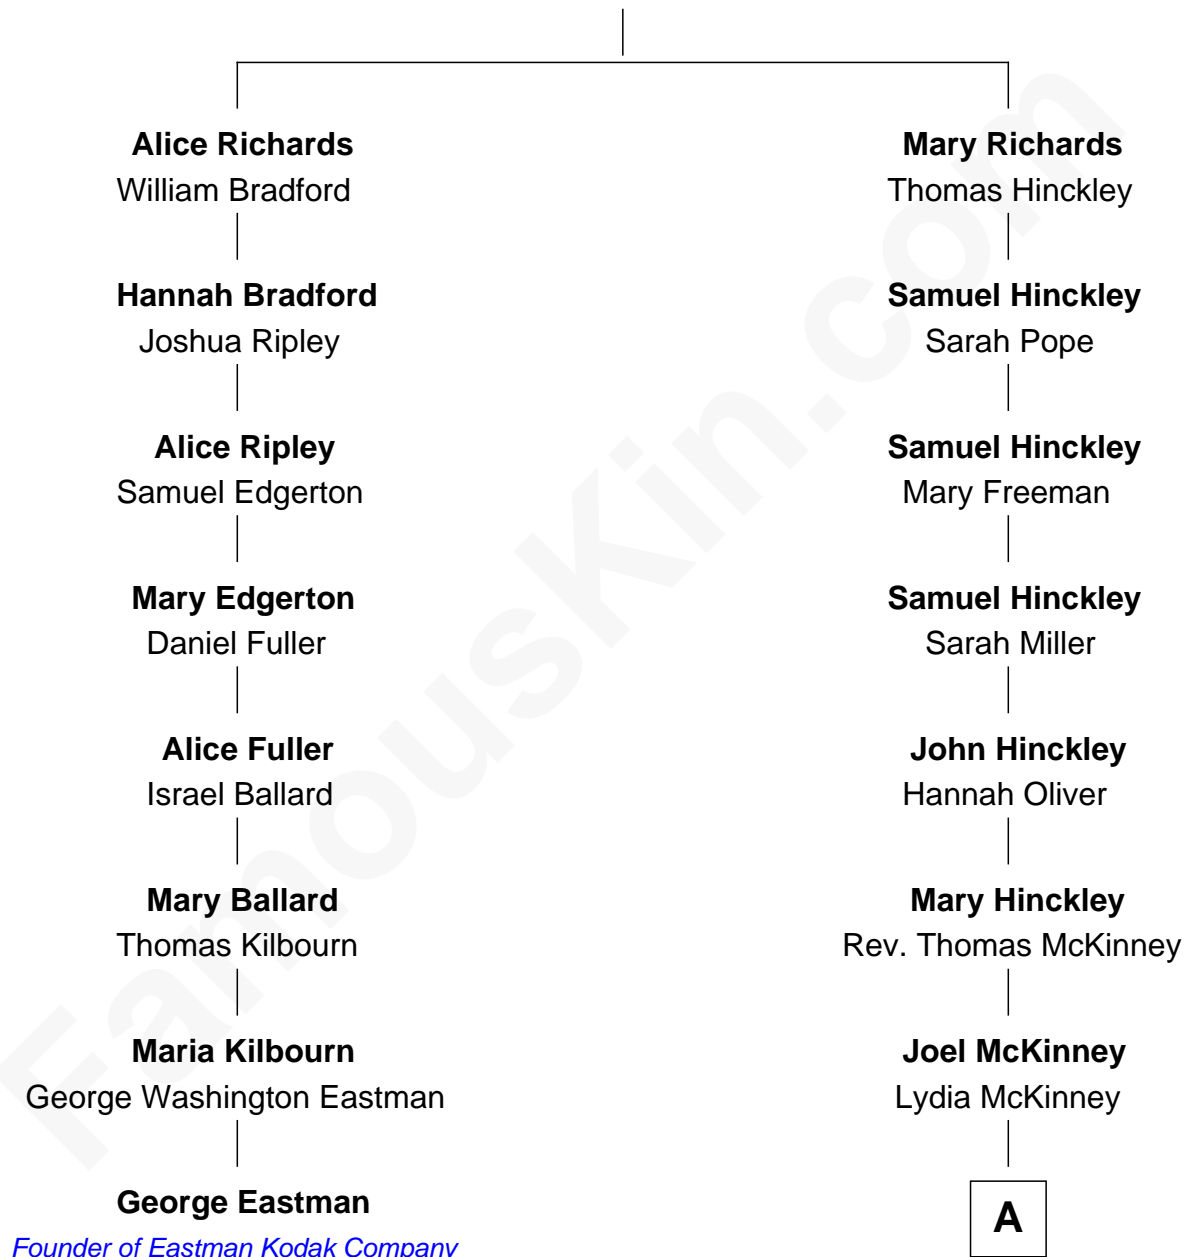 Alice Richards
William Bradford
Hannah Bradford
Joshua Ripley
Alice Ripley
Samuel Edgerton
Mary Edgerton
Daniel Fuller
Alice Fuller
Israel Ballard
Mary Ballard
Thomas Kilbourn
Maria Kilbourn
George Washington Eastman
George Eastman
Founder of Eastman Kodak Company
Mary Richards
Thomas Hinckley
Samuel Hinckley
Sarah Pope
Samuel Hinckley
Mary Freeman
Samuel Hinckley
Sarah Miller
John Hinckley
Hannah Oliver
Mary Hinckley
Rev. Thomas McKinney
Joel McKinney
Lydia McKinney
A
FamousKin.com